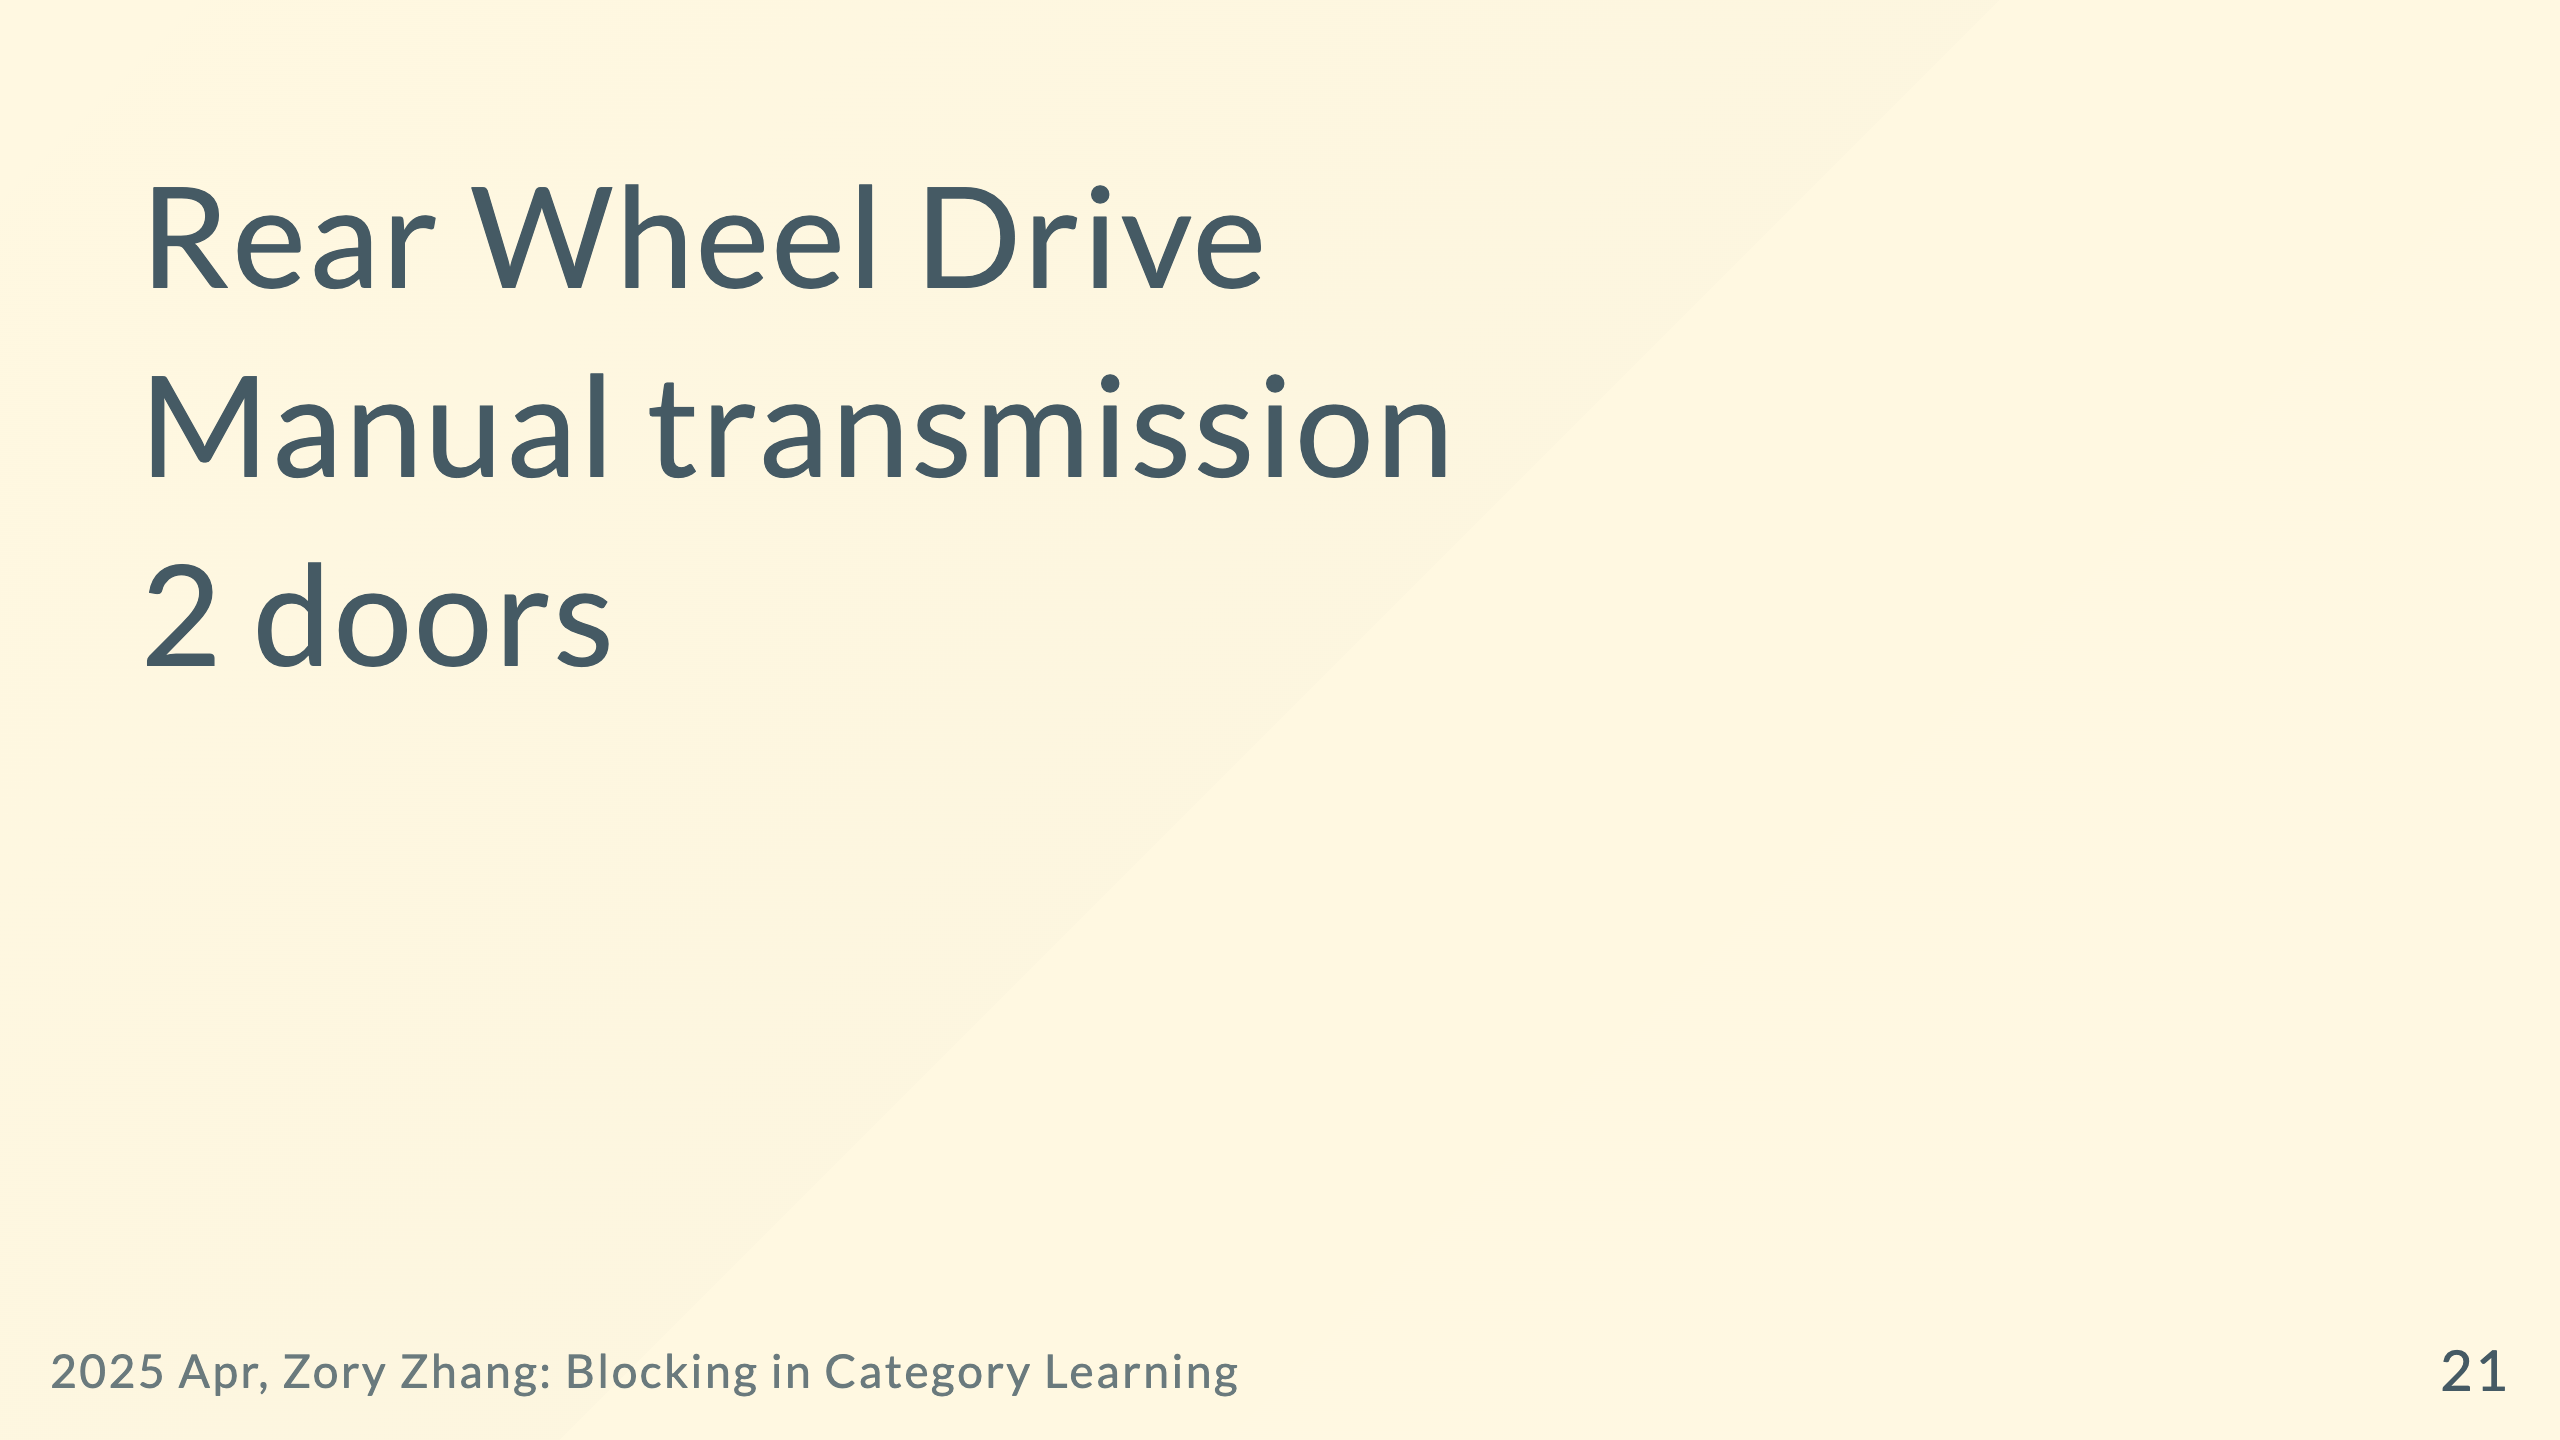 Rear Wheel Drive
Manual transmission
2 doors
2025 Apr, Zory Zhang: Blocking in Category Learning
21